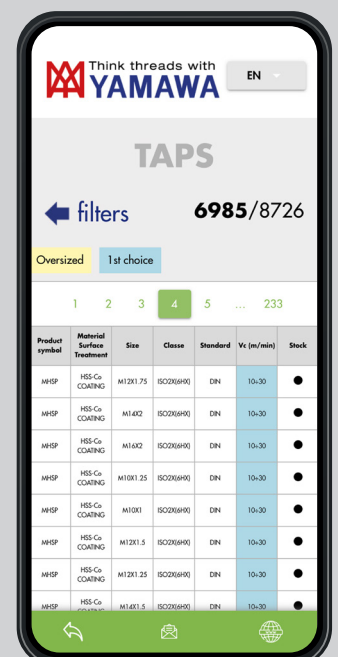 Think threads with
YAMAWA
EN
TAPS
filters
6985/8726
Oversized 1st choice
1 2 3 4 5 ... 233
Product symbol Material Surface Treatment Size Classe Standard Vc (m/min) Stock
MHSP HSS-Co COATING M12X1.75 ISO2X(6HX) DIN 10÷30
MHSP HSS-Co COATING M14X2 ISO2X(6HX) DIN 10÷30
MHSP HSS-Co COATING M16X2 ISO2X(6HX) DIN 10÷30
MHSP HSS-Co COATING M10X1.25 ISO2X(6HX) DIN 10÷30
MHSP HSS-Co COATING M10X1 ISO2X(6HX) DIN 10÷30
MHSP HSS-Co COATING M12X1.5 ISO2X(6HX) DIN 10÷30
MHSP HSS-Co COATING M12X1.25 ISO2X(6HX) DIN 10÷30
MHSP HSS-Co COATING M14X1.5 ISO2X(6HX) DIN 10÷30